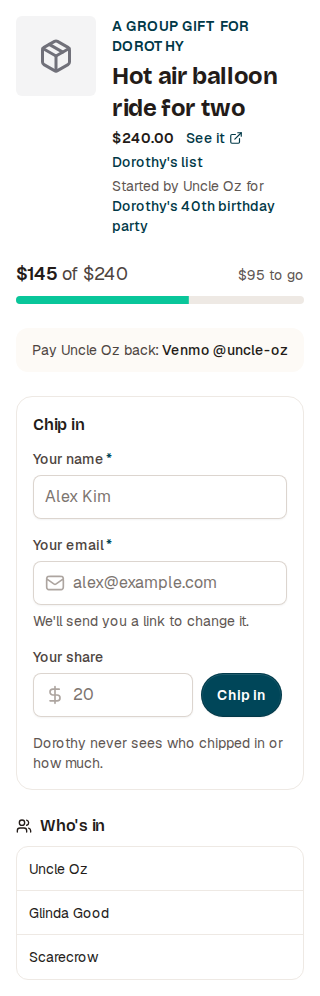 A GROUP GIFT FOR
DOROTHY
Hot air balloon
ride for two
$240.00 See it
Dorothy's list
Started by Uncle Oz for
Dorothy's 40th birthday
party
$145 of $240
$95 to go
Pay Uncle Oz back: Venmo @uncle-oz
Chip in
Your name *
Alex Kim
Your email *
alex@example.com
We'll send you a link to change it.
Your share
$ 20
Chip in
Dorothy never sees who chipped in or
how much.
Who's in
Uncle Oz
Glinda Good
Scarecrow